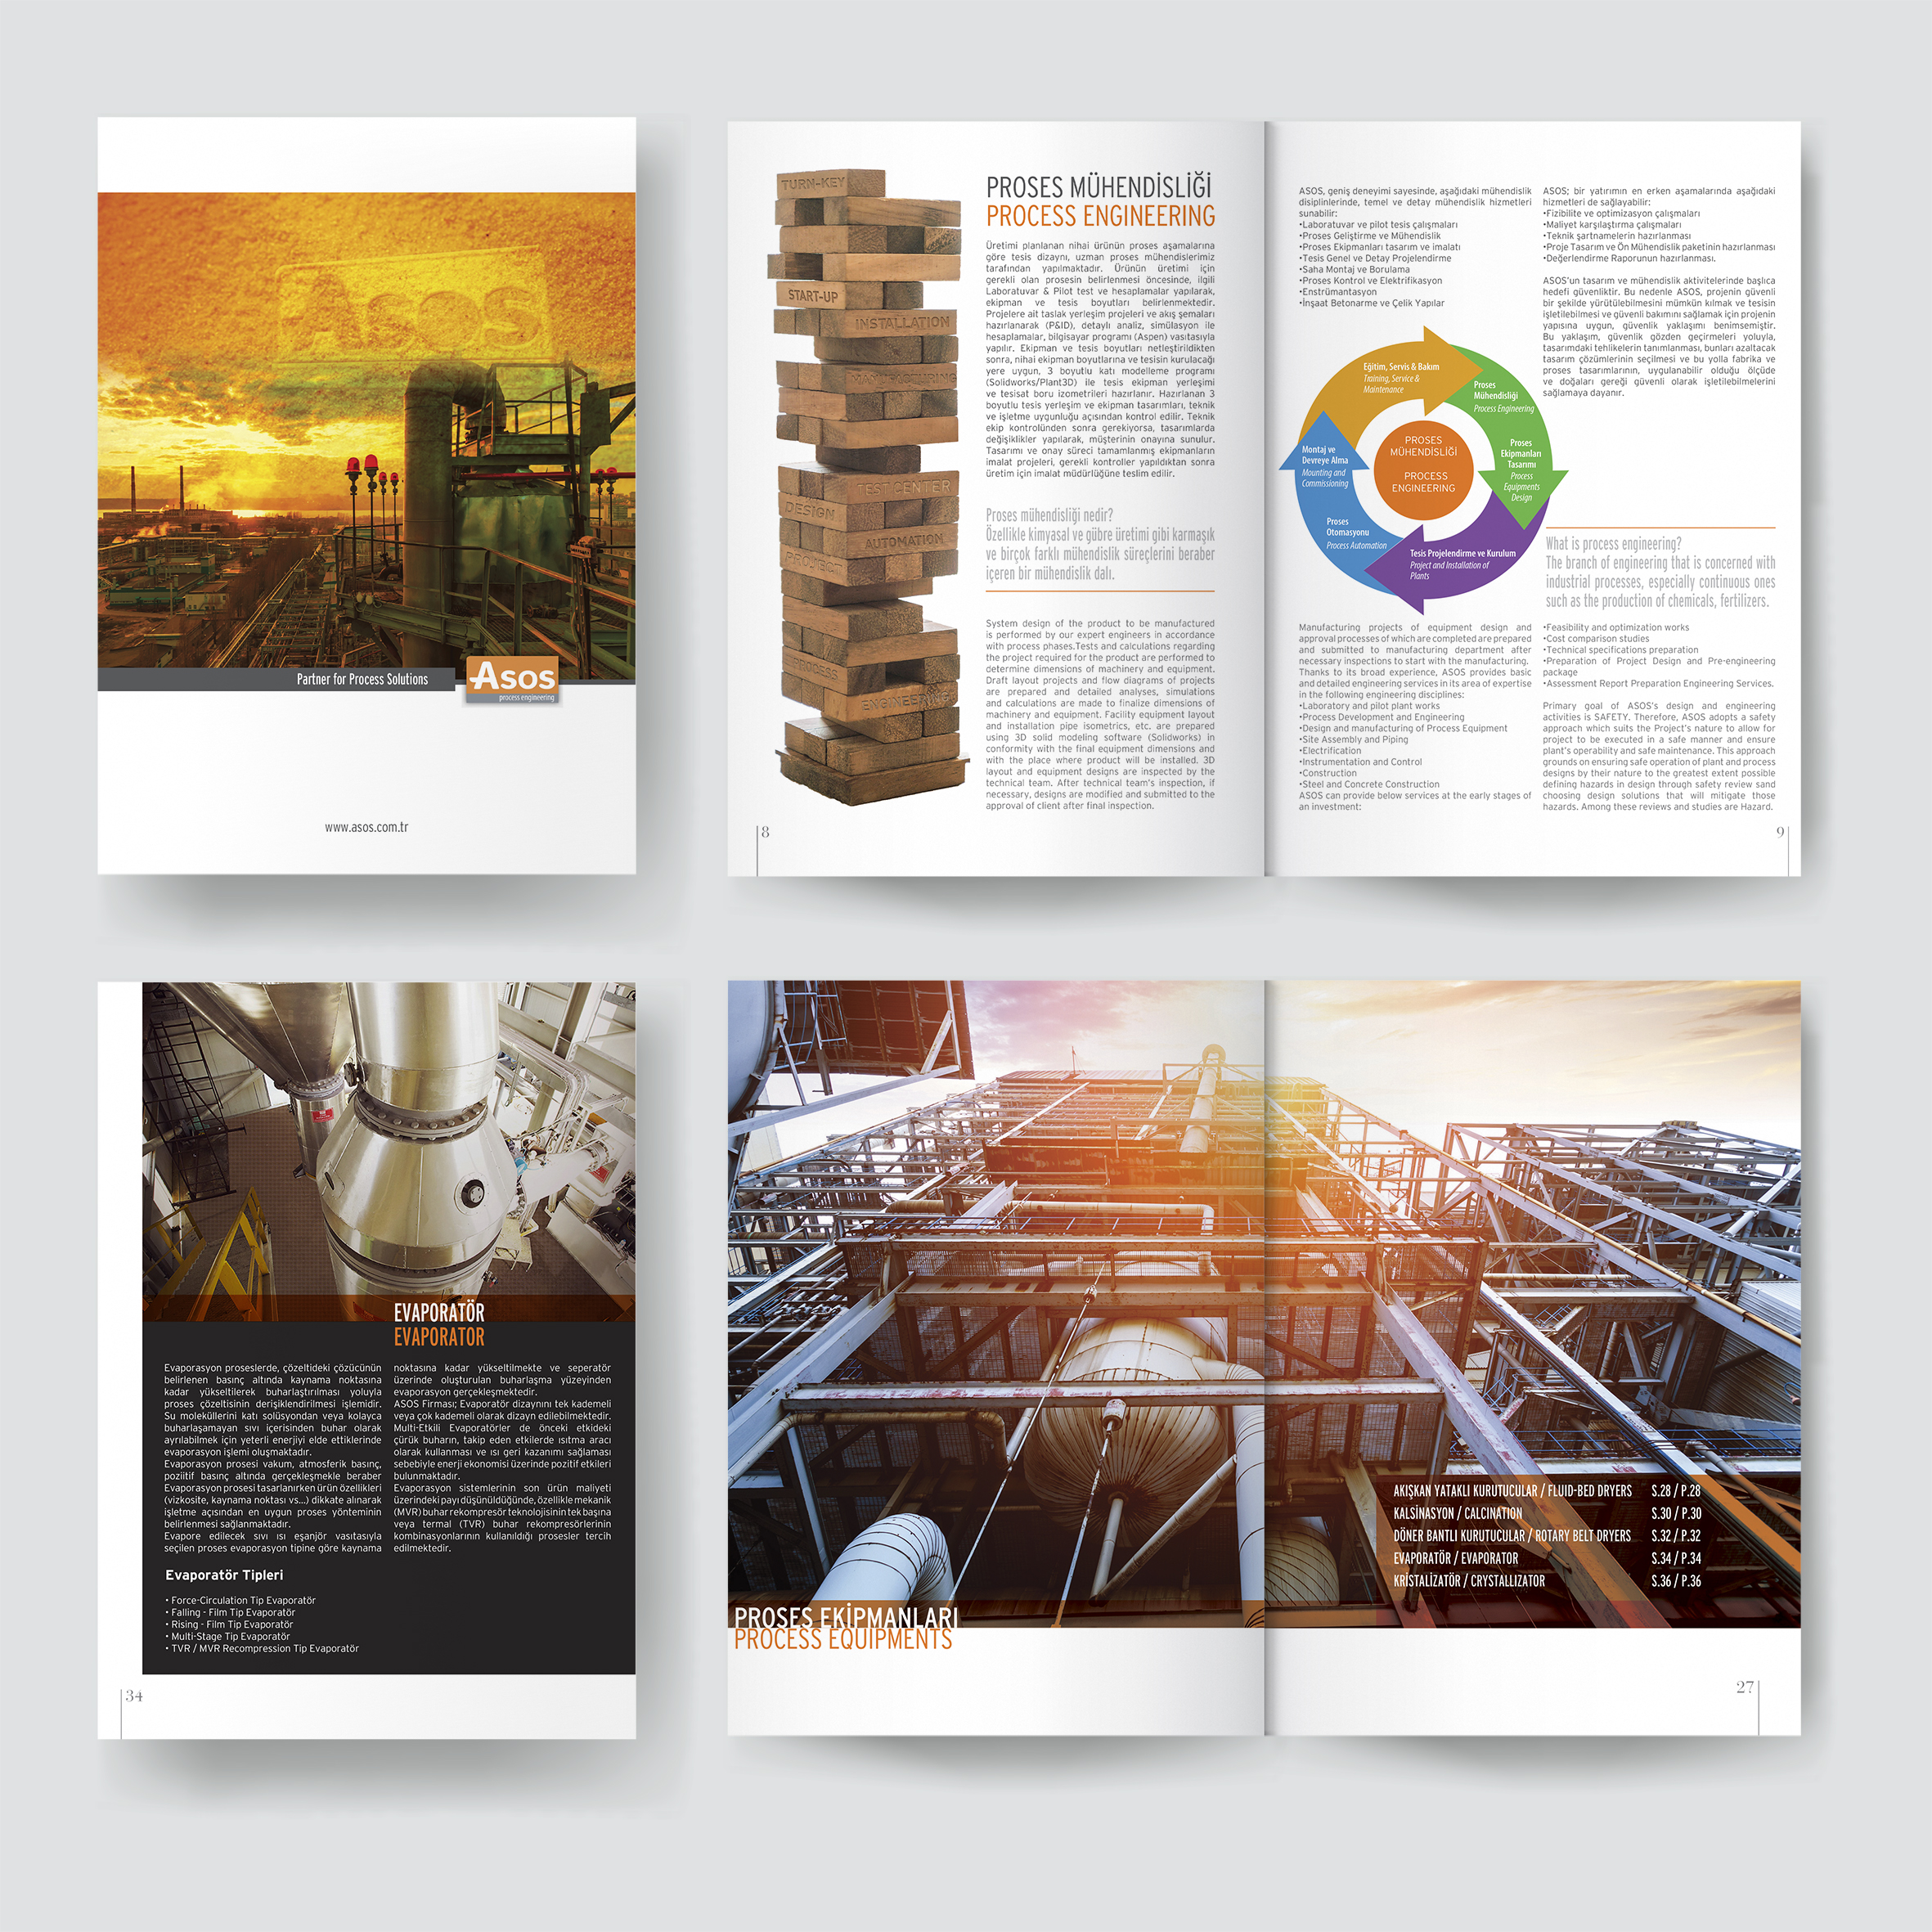 Asos
Partner for Process Solutions
Asos
process engineering
www.asos.com.tr
TURN-KEY
START-UP
INSTALLATION
MANUFACTURING
TEST CENTER
DESIGN
AUTOMATION
PROJECT
PROCESS
ENGINEERING
PROSES MÜHENDİSLİĞİ
PROCESS ENGINEERING
Üretimi planlanan nihai ürünün proses aşamalarına
göre tesis dizaynı, uzman proses mühendislerimiz
tarafından yapılmaktadır. Ürünün üretimi için
gerekli olan prosesin belirlenmesi öncesinde, ilgili
Laboratuvar & Pilot test ve hesaplamalar yapılarak,
ekipman ve tesis boyutları belirlenmektedir.
Projelere ait taslak yerleşim projeleri ve akış şemaları
hazırlanarak (P&ID), detaylı analiz, simülasyon ile
hesaplamalar, bilgisayar programı (Aspen) vasıtasıyla
yapılır. Ekipman ve tesis boyutları netleştirildikten
sonra, nihai ekipman boyutlarına ve tesisin kurulacağı
yere uygun, 3 boyutlu katı modelleme programı
(Solidworks/Plant3D) ile tesis ekipman yerleşimi
ve tesisat boru izometrileri hazırlanır. Hazırlanan 3
boyutlu tesis yerleşim ve ekipman tasarımları, teknik
ve işletme uygunluğu açısından kontrol edilir. Teknik
ekip kontrolünden sonra gerekiyorsa, tasarımlarda
değişiklikler yapılarak, müşterinin onayına sunulur.
Tasarımı ve onay süreci tamamlanmış ekipmanların
imalat projeleri, gerekli kontroller yapıldıktan sonra
üretim için imalat müdürlüğüne teslim edilir.
Proses mühendisliği nedir?
Özellikle kimyasal ve gübre üretimi gibi karmaşık
ve birçok farklı mühendislik süreçlerini beraber
içeren bir mühendislik dalı.
System design of the product to be manufactured
is performed by our expert engineers in accordance
with process phases.Tests and calculations regarding
the project required for the product are performed to
determine dimensions of machinery and equipment.
Draft layout projects and flow diagrams of projects
are prepared and detailed analyses, simulations
and calculations are made to finalize dimensions of
machinery and equipment. Facility equipment layout
and installation pipe isometrics, etc. are prepared
using 3D solid modeling software (Solidworks) in
conformity with the final equipment dimensions and
with the place where product will be installed. 3D
layout and equipment designs are inspected by the
technical team. After technical team's inspection, if
necessary, designs are modified and submitted to the
approval of client after final inspection.
8
ASOS, geniş deneyimi sayesinde, aşağıdaki mühendislik
disiplinlerinde, temel ve detay mühendislik hizmetleri
sunabilir:
•Laboratuvar ve pilot tesis çalışmaları
•Proses Geliştirme ve Mühendislik
•Proses Ekipmanları tasarım ve imalatı
•Tesis Genel ve Detay Projelendirme
•Saha Montaj ve Borulama
•Proses Kontrol ve Elektrifikasyon
•Enstrümantasyon
•İnşaat Betonarme ve Çelik Yapılar
ASOS; bir yatırımın en erken aşamalarında aşağıdaki
hizmetleri de sağlayabilir:
•Fizibilite ve optimizasyon çalışmaları
•Maliyet karşılaştırma çalışmaları
•Teknik şartnamelerin hazırlanması
•Proje Tasarım ve Ön Mühendislik paketinin hazırlanması
•Değerlendirme Raporunun hazırlanması.
ASOS'un tasarım ve mühendislik aktivitelerinde başlıca
hedefi güvenliktir. Bu nedenle ASOS, projenin güvenli
bir şekilde yürütülebilmesini mümkün kılmak ve tesisin
işletilebilmesi ve güvenli bakımını sağlamak için projenin
yapısına uygun, güvenlik yaklaşımı benimsemiştir.
Bu yaklaşım, güvenlik gözden geçirmeleri yoluyla,
tasarımdaki tehlikelerin tanımlanması, bunları azaltacak
tasarım çözümlerinin seçilmesi ve bu yolla fabrika ve
proses tasarımlarının, uygulanabilir olduğu ölçüde
ve doğaları gereği güvenli olarak işletilebilmelerini
sağlamaya dayanır.
Eğitim, Servis & Bakım
Training, Service &
Maintenance
Proses
Mühendisliği
Process Engineering
Proses
Ekipmanları
Tasarımı
Process
Equipments
Design
Tesis Projelendirme ve Kurulum
Project and Installation of
Plants
Proses
Otomasyonu
Process Automation
Montaj ve
Devreye Alma
Mounting and
Commissioning
PROSES
MÜHENDİSLİĞİ
PROCESS
ENGINEERING
What is process engineering?
The branch of engineering that is concerned with
industrial processes, especially continuous ones
such as the production of chemicals, fertilizers.
Manufacturing projects of equipment design and
approval processes of which are completed are prepared
and submitted to manufacturing department after
necessary inspections to start with the manufacturing.
Thanks to its broad experience, ASOS provides basic
and detailed engineering services in its area of expertise
in the following engineering disciplines:
•Laboratory and pilot plant works
•Process Development and Engineering
•Design and manufacturing of Process Equipment
•Site Assembly and Piping
•Electrification
•Instrumentation and Control
•Construction
•Steel and Concrete Construction
ASOS can provide below services at the early stages of
an investment:
•Feasibility and optimization works
•Cost comparison studies
•Technical specifications preparation
•Preparation of Project Design and Pre-engineering
package
•Assessment Report Preparation Engineering Services.
Primary goal of ASOS's design and engineering
activities is SAFETY. Therefore, ASOS adopts a safety
approach which suits the Project's nature to allow for
project to be executed in a safe manner and ensure
plant's operability and safe maintenance. This approach
grounds on ensuring safe operation of plant and process
designs by their nature to the greatest extent possible
defining hazards in design through safety review sand
choosing design solutions that will mitigate those
hazards. Among these reviews and studies are Hazard.
9
EVAPORATÖR
EVAPORATOR
Evaporasyon proseslerde, çözeltideki çözücünün
belirlenen basınç altında kaynama noktasına
kadar yükseltilerek buharlaştırılması yoluyla
proses çözeltisinin derişiklendirilmesi işlemidir.
Su moleküllerini katı solüsyondan veya kolayca
buharlaşamayan sıvı içerisinden buhar olarak
ayrılabilmek için yeterli enerjiyi elde ettiklerinde
evaporasyon işlemi oluşmaktadır.
Evaporasyon prosesi vakum, atmosferik basınç,
poziitif basınç altında gerçekleşmekle beraber
Evaporasyon prosesi tasarlanırken ürün özellikleri
(vizkosite, kaynama noktası vs...) dikkate alınarak
işletme açısından en uygun proses yönteminin
belirlenmesi sağlanmaktadır.
Evapore edilecek sıvı ısı eşanjör vasıtasıyla
seçilen proses evaporasyon tipine göre kaynama
noktasına kadar yükseltilmekte ve seperatör
üzerinde oluşturulan buharlaşma yüzeyinden
evaporasyon gerçekleşmektedir.
ASOS Firması; Evaporatör dizaynını tek kademeli
veya çok kademeli olarak dizayn edilebilmektedir.
Multi-Etkili Evaporatörler de önceki etkideki
çürük buharın, takip eden etkilerde ısıtma aracı
olarak kullanması ve ısı geri kazanımı sağlaması
sebebiyle enerji ekonomisi üzerinde pozitif etkileri
bulunmaktadır.
Evaporasyon sistemlerinin son ürün maliyeti
üzerindeki payı düşünüldüğünde, özellikle mekanik
(MVR) buhar rekompresör teknolojisinin tek başına
veya termal (TVR) buhar rekompresörlerinin
kombinasyonlarının kullanıldığı prosesler tercih
edilmektedir.
Evaporatör Tipleri
• Force-Circulation Tip Evaporatör
• Falling - Film Tip Evaporatör
• Rising - Film Tip Evaporatör
• Multi-Stage Tip Evaporatör
• TVR / MVR Recompression Tip Evaporatör
34
AKIŞKAN YATAKLI KURUTUCULAR / FLUID-BED DRYERS S.28 / P.28
KALSİNASYON / CALCINATION S.30 / P.30
DÖNER BANTLI KURUTUCULAR / ROTARY BELT DRYERS S.32 / P.32
EVAPORATÖR / EVAPORATOR S.34 / P.34
KRİSTALİZATÖR / CRYSTALLIZATOR S.36 / P.36
PROSES EKİPMANLARI
PROCESS EQUIPMENTS
27